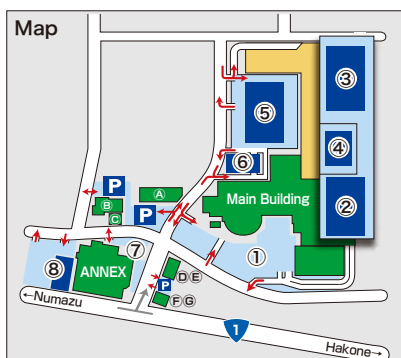 Map
③
⑤
④
⑥
P
Ⓐ
Ⓑ
P
Main Building
②
Ⓒ
⑦
①
⑧
ANNEX
Ⓓ Ⓔ
P
Ⓕ Ⓖ
←Numazu
1
Hakone→